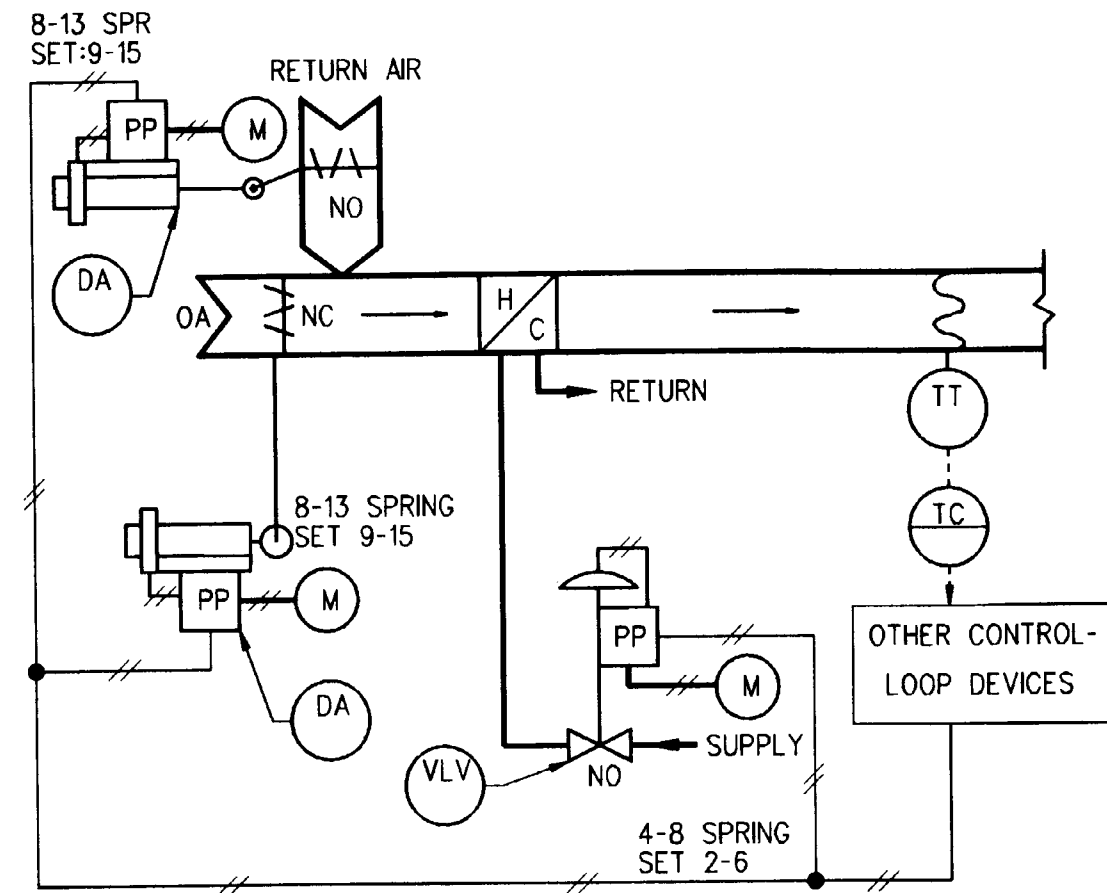 8-13 SPR
SET:9-15
RETURN AIR
PP
M
NO
DA
OA
NC
H
C
RETURN
TT
8-13 SPRING
SET 9-15
TC
PP
M
PP
OTHER CONTROL-
LOOP DEVICES
M
DA
SUPPLY
VLV
NO
4-8 SPRING
SET 2-6